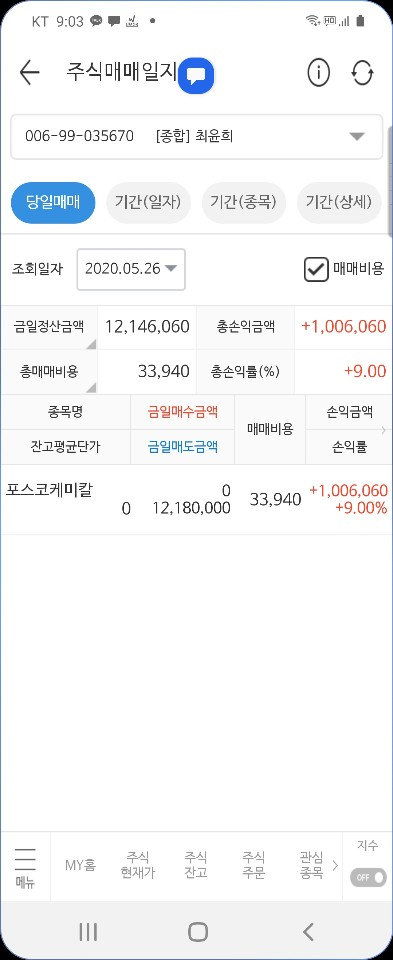 KT 9:03
주식매매일지
006-99-035670 [종합] 최윤희
당일매매 기간(일자) 기간(종목) 기간(상세)
조회일자 2020.05.26 매매비용
금일정산금액 12,146,060 총손익금액 +1,006,060
총매매비용 33,940 총손익률(%) +9.00
종목명 금일매수금액 매매비용 손익금액
잔고평균단가 금일매도금액 손익률
포스코케미칼 0 33,940 +1,006,060
0 12,180,000 +9.00%
메뉴 MY홈 주식 현재가 주식 잔고 주식 주문 관심 종목 지수
OFF